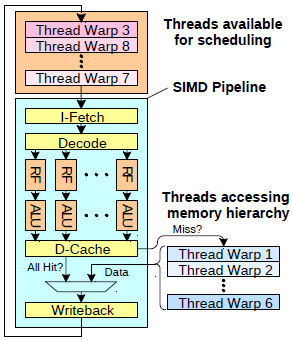 Thread Warp 3
Thread Warp 8
Thread Warp 7
Threads available
for scheduling
SIMD Pipeline
I-Fetch
Decode
RF
RF
RF
ALU
ALU
ALU
D-Cache
All Hit?
Data
Writeback
Threads accessing
memory hierarchy
Miss?
Thread Warp 1
Thread Warp 2
Thread Warp 6